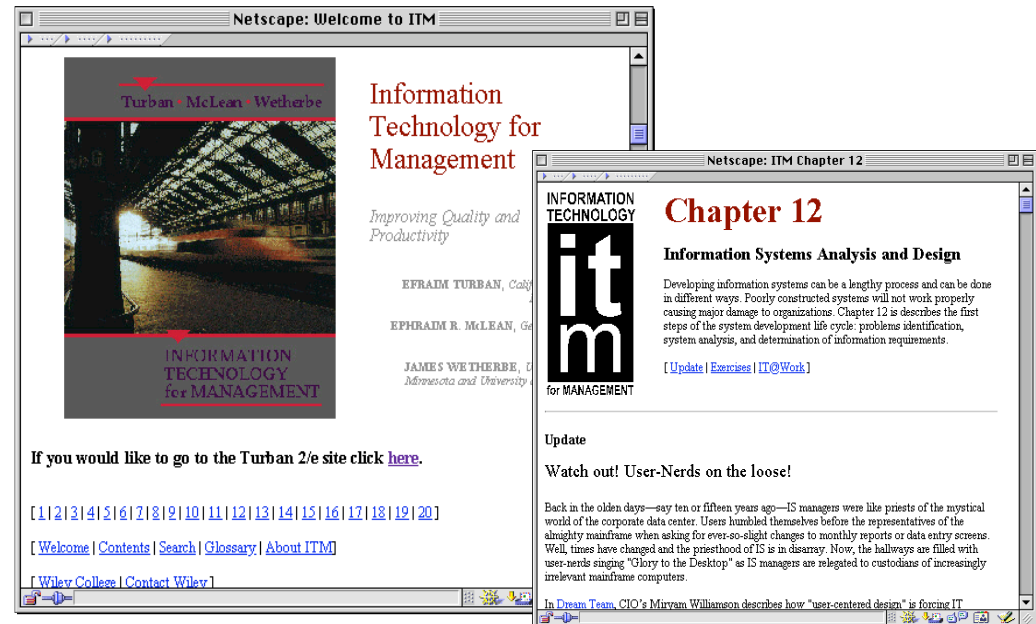 Netscape: Welcome to ITM
Turban • McLean • Wetherbe
INFORMATION
TECHNOLOGY
for MANAGEMENT
Information
Technology for
Management
Improving Quality and
Productivity
EFRAIM TURBAN,
EPHRAIM R. McLEAN,
JAMES WETHERBE,
Minnesota and University
If you would like to go to the Turban 2/e site click here.
[ 1 | 2 | 3 | 4 | 5 | 6 | 7 | 8 | 9 | 10 | 11 | 12 | 13 | 14 | 15 | 16 | 17 | 18 | 19 | 20 ]
[ Welcome | Contents | Search | Glossary | About ITM]
[ Wiley College | Contact Wiley ]
Netscape: ITM Chapter 12
INFORMATION
TECHNOLOGY
itm
for MANAGEMENT
Chapter 12
Information Systems Analysis and Design
Developing information systems can be a lengthy process and can be done
in different ways. Poorly constructed systems will not work properly
causing major damage to organizations. Chapter 12 is describes the first
steps of the system development life cycle: problems identification,
system analysis, and determination of information requirements.
[ Update | Exercises | IT@Work ]
Update
Watch out! User-Nerds on the loose!
Back in the olden days—say ten or fifteen years ago—IS managers were like priests of the mystical
world of the corporate data center. Users humbled themselves before the representatives of the
almighty mainframe when asking for ever-so-slight changes to monthly reports or data entry screens.
Well, times have changed and the priesthood of IS is in disarray. Now, the hallways are filled with
user-nerds singing "Glory to the Desktop" as IS managers are relegated to custodians of increasingly
irrelevant mainframe computers.
In Dream Team, CIO's Miryam Williamson describes how "user-centered design" is forcing IT